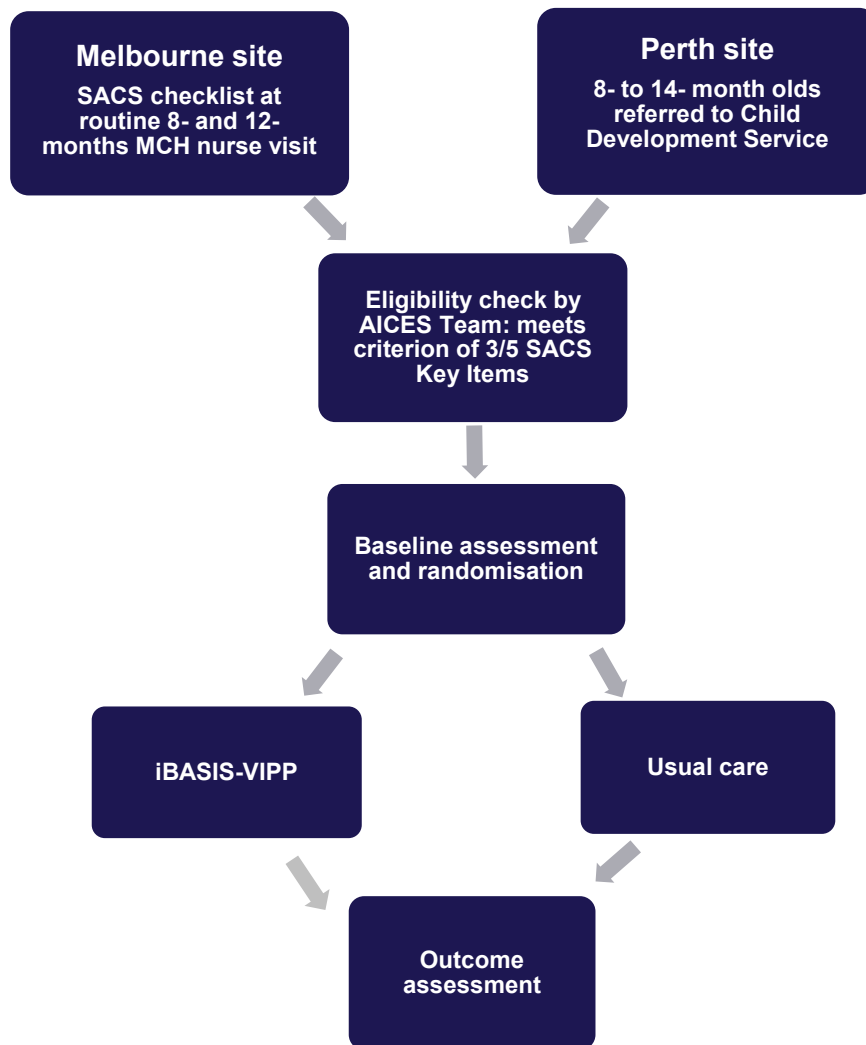 Melbourne site
SACS checklist at
routine 8- and 12-
months MCH nurse visit
Perth site
8- to 14- month olds
referred to Child
Development Service
Eligibility check by
AICES Team: meets
criterion of 3/5 SACS
Key Items
Baseline assessment
and randomisation
iBASIS-VIPP
Usual care
Outcome
assessment